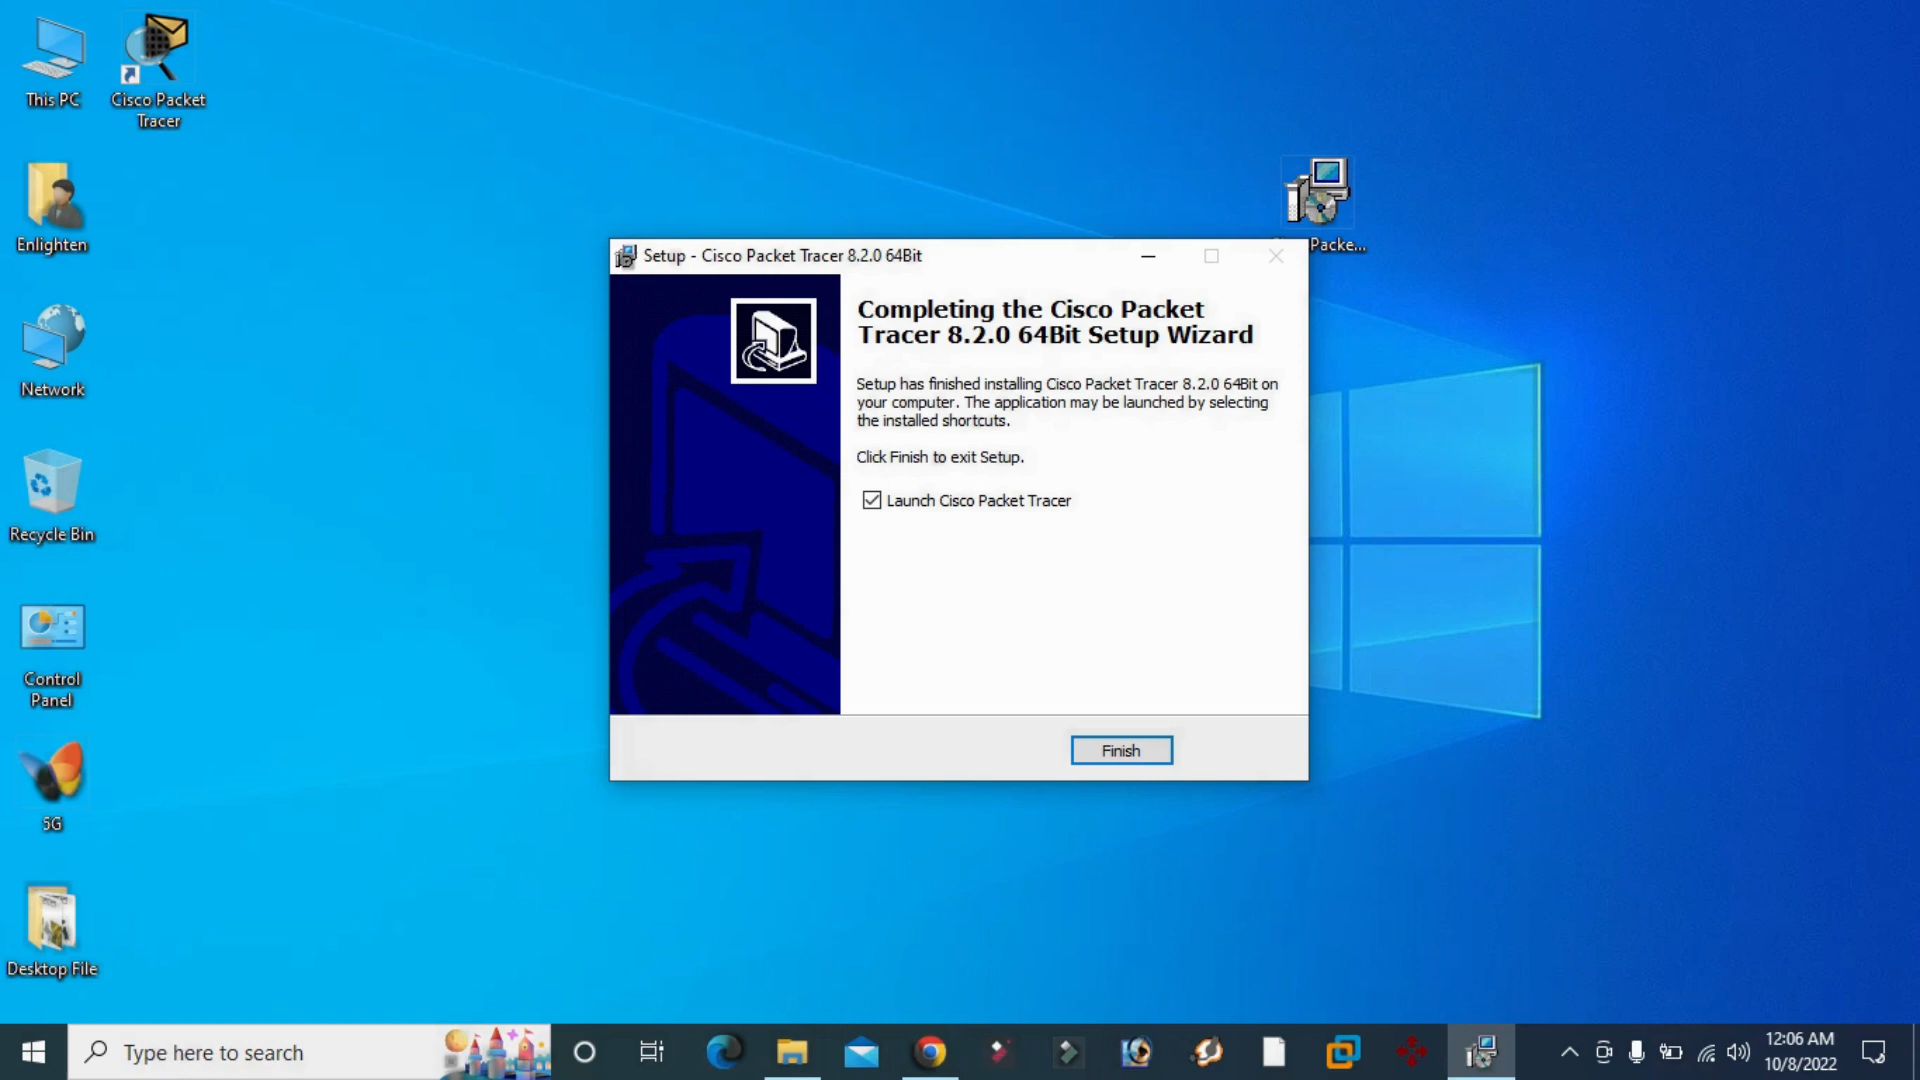 This PC
Cisco Packet
Tracer
Enlighten
Network
Recycle Bin
Control
Panel
5G
Desktop File
Packe...
Setup - Cisco Packet Tracer 8.2.0 64Bit
Completing the Cisco Packet
Tracer 8.2.0 64Bit Setup Wizard
Setup has finished installing Cisco Packet Tracer 8.2.0 64Bit on
your computer. The application may be launched by selecting
the installed shortcuts.
Click Finish to exit Setup.
Launch Cisco Packet Tracer
Finish
Type here to search
12:06 AM
10/8/2022